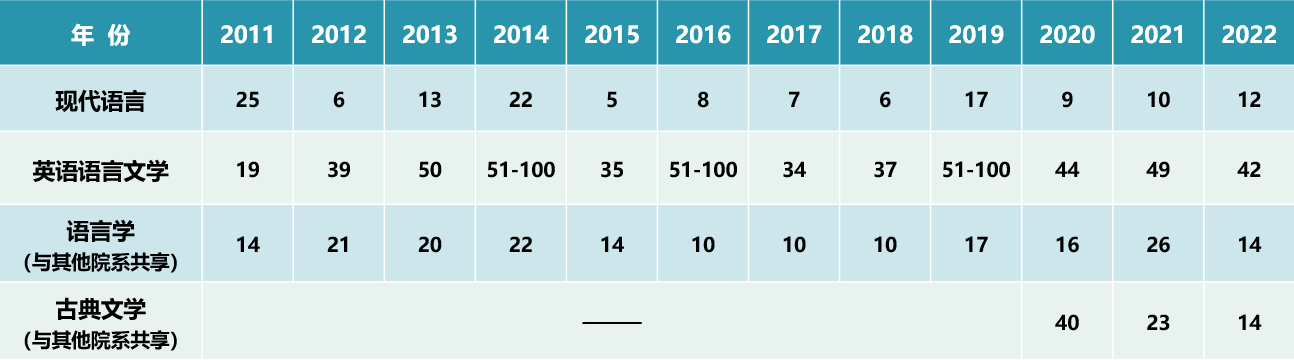 年 份 2011 2012 2013 2014 2015 2016 2017 2018 2019 2020 2021 2022
现代语言 25 6 13 22 5 8 7 6 17 9 10 12
英语语言文学 19 39 50 51-100 35 51-100 34 37 51-100 44 49 42
语言学
(与其他院系共享) 14 21 20 22 14 10 10 10 17 16 26 14
古典文学
(与其他院系共享) —— 40 23 14